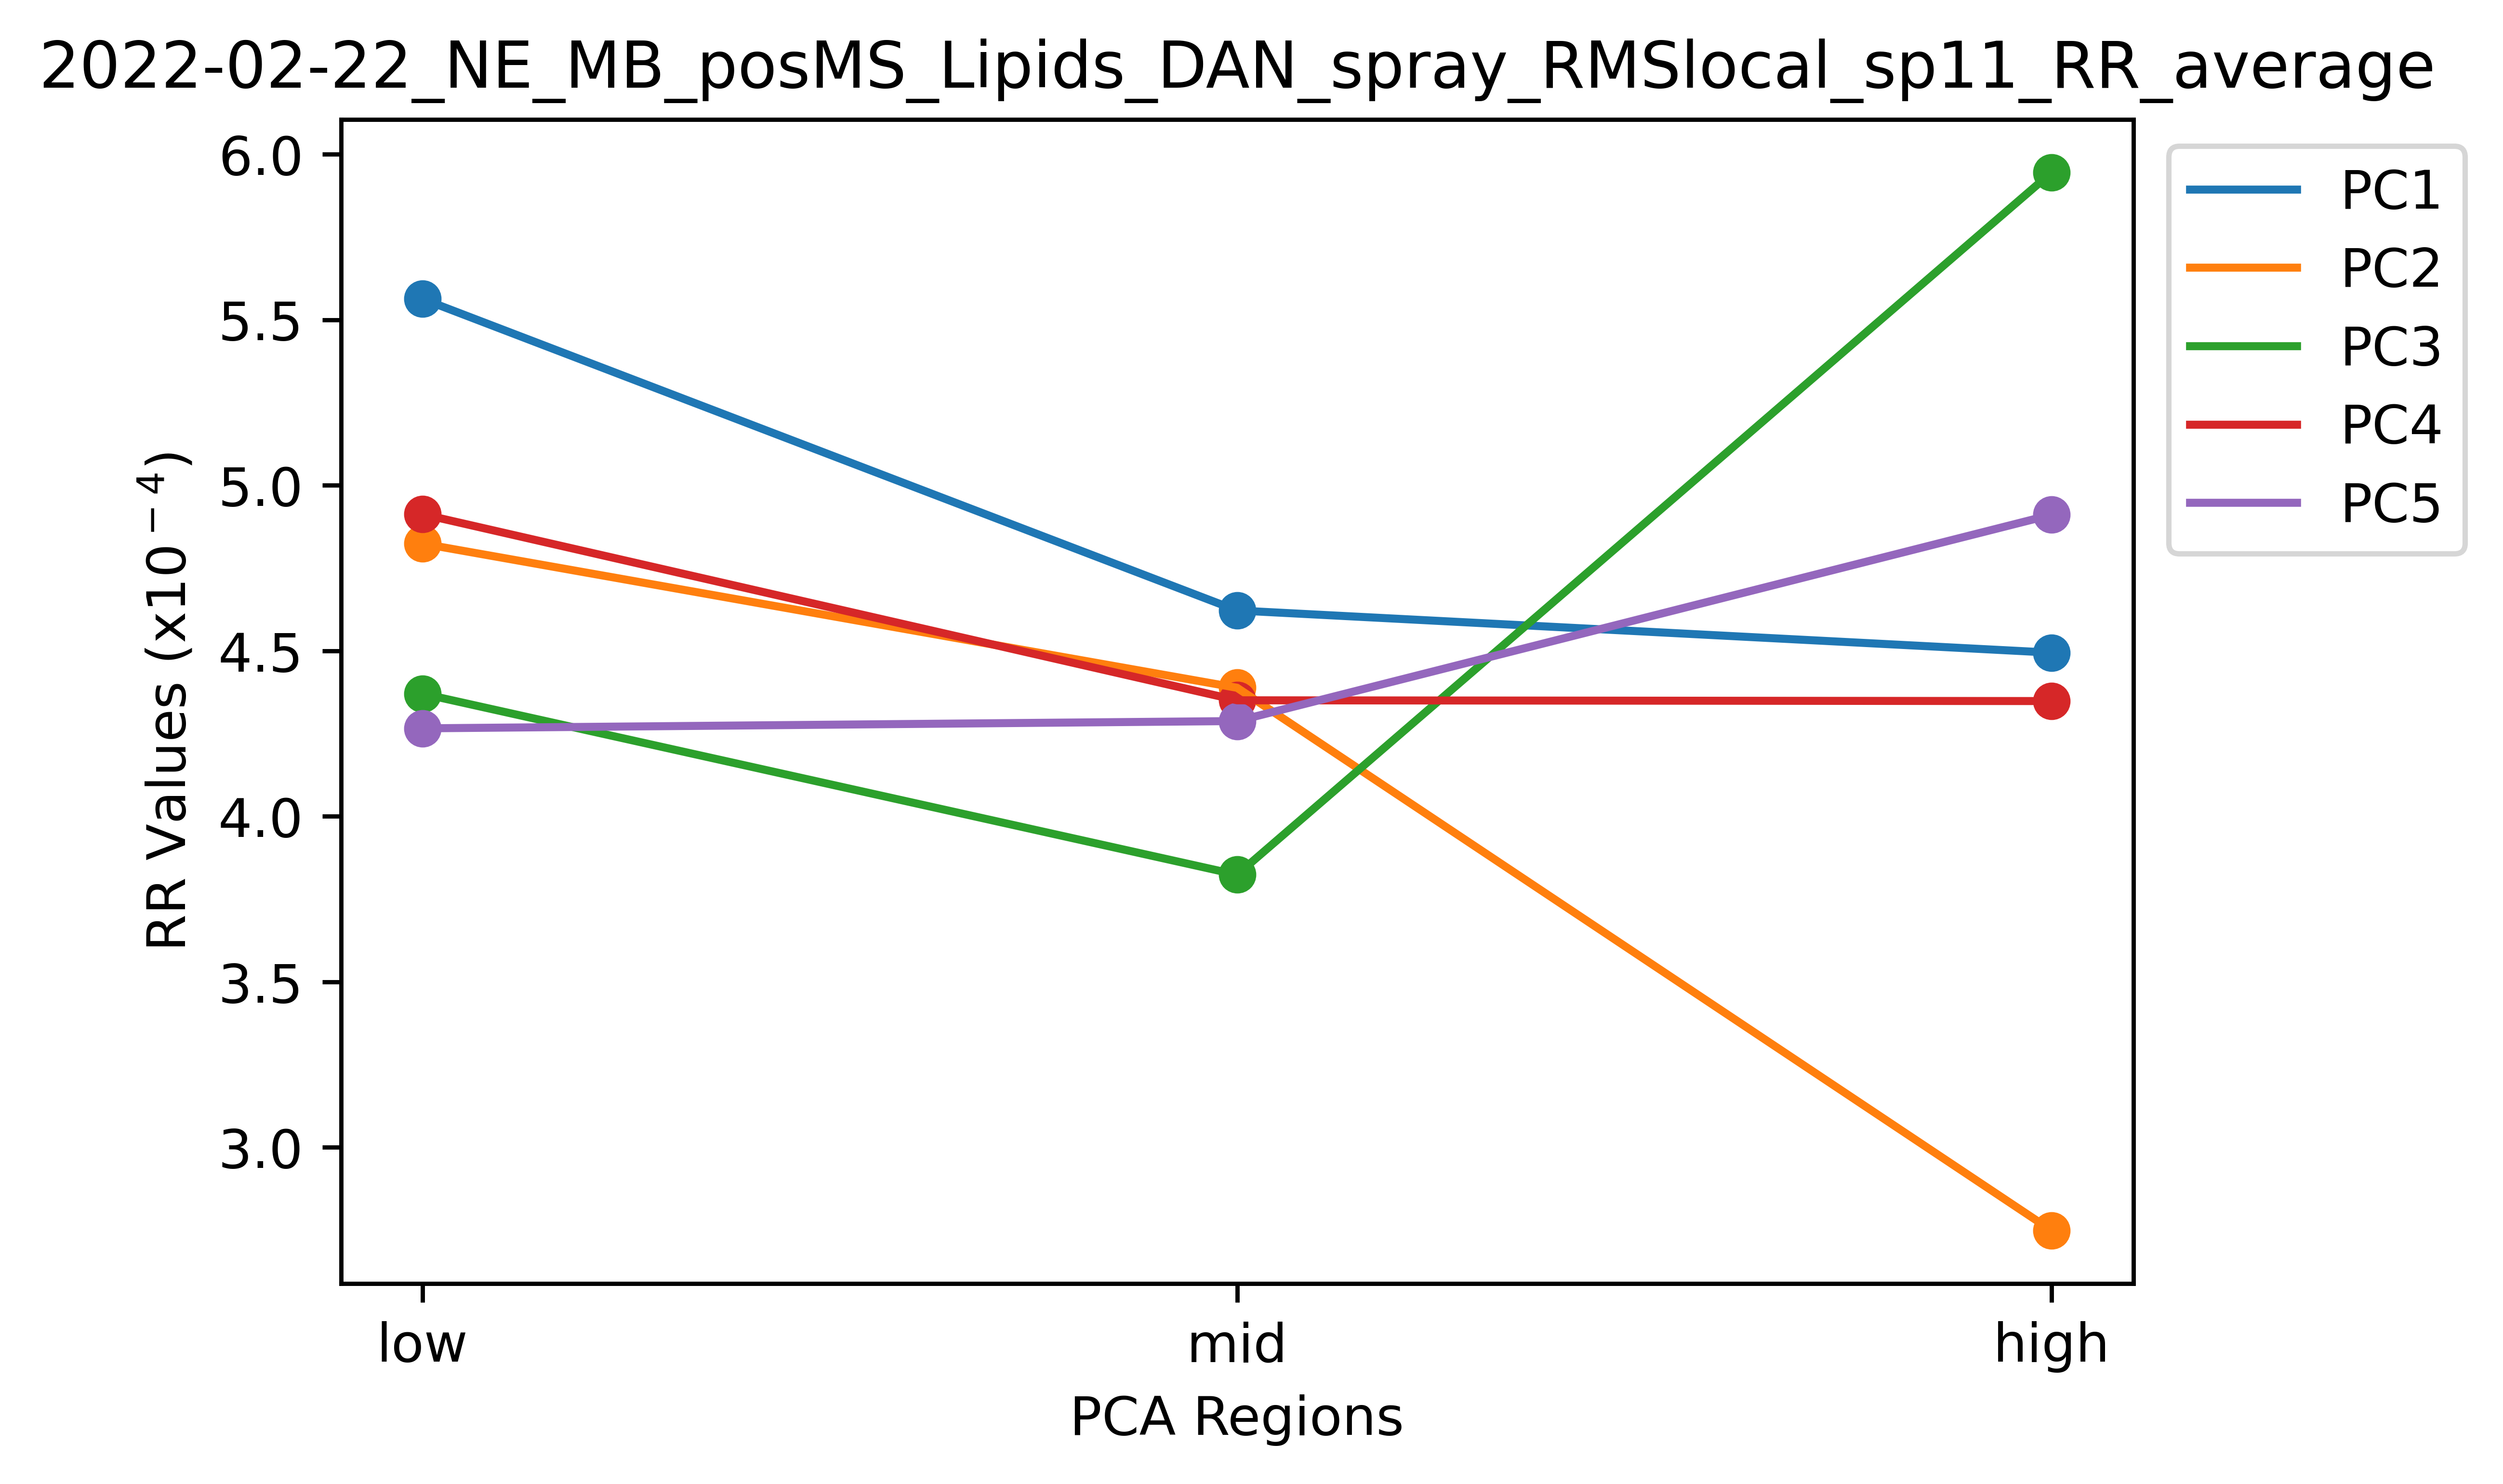 2022-02-22_NE_MB_posMS_Lipids_DAN_spray_RMSlocal_sp11_RR_average
6.0
5.5
5.0
4.5
4.0
3.5
3.0
RR Values (x10⁻⁴)
low
mid
high
PCA Regions
PC1
PC2
PC3
PC4
PC5